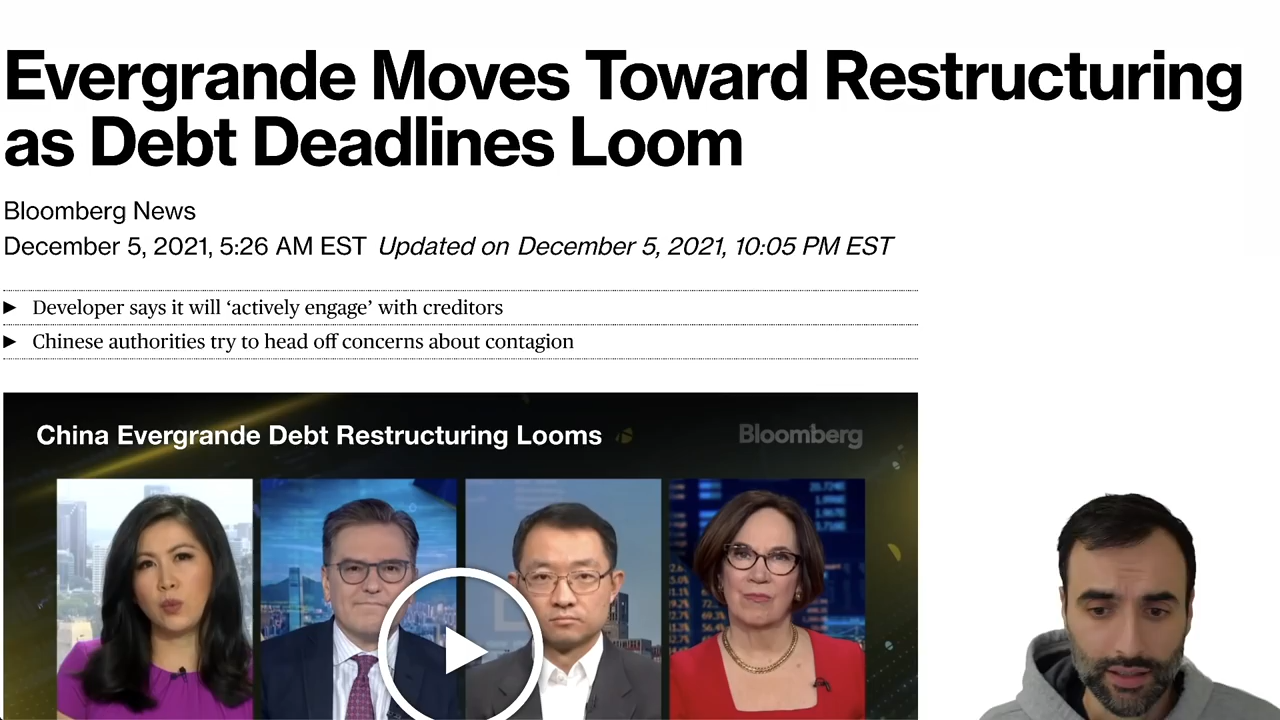 Evergrande Moves Toward Restructuring
as Debt Deadlines Loom
Bloomberg News
December 5, 2021, 5:26 AM EST Updated on December 5, 2021, 10:05 PM EST
Developer says it will ‘actively engage’ with creditors
Chinese authorities try to head off concerns about contagion
China Evergrande Debt Restructuring Looms
Bloomberg